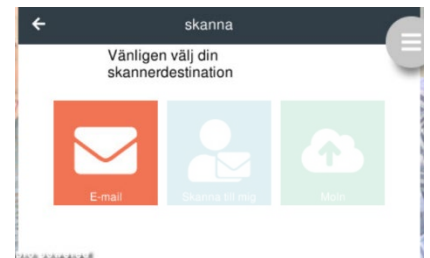 skanna
Vänligen välj din
skannerdestination
E-mail
Skanna till mig
Moln